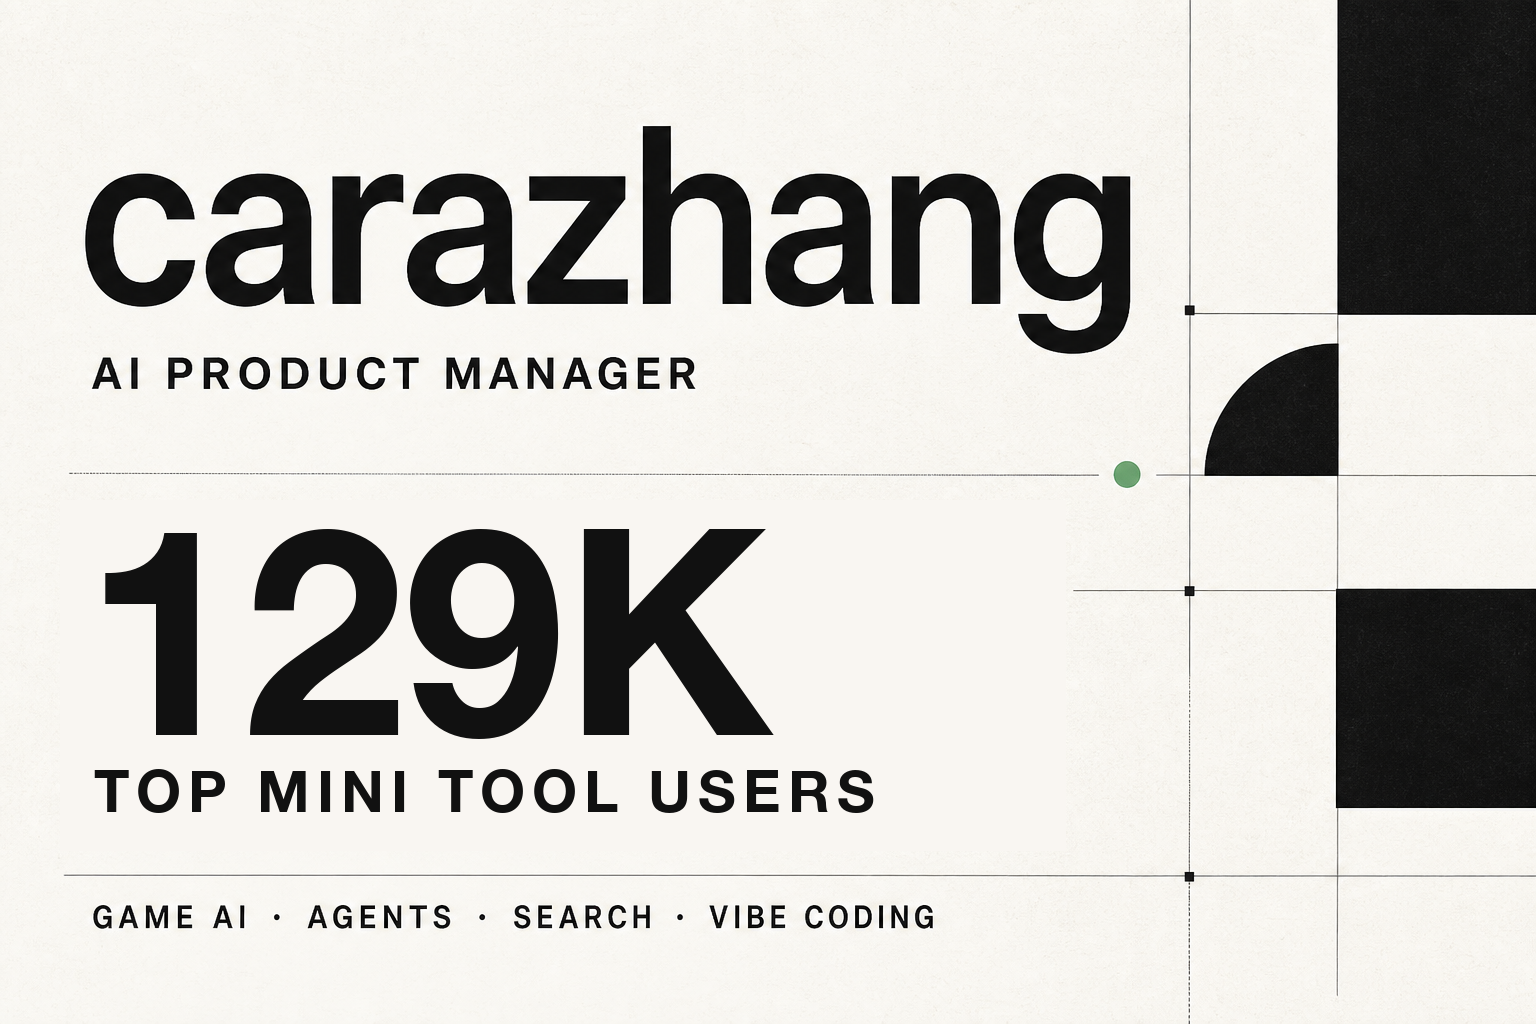 carazhang
AI PRODUCT MANAGER
129K
TOP MINI TOOL USERS
GAME AI · AGENTS · SEARCH · VIBE CODING